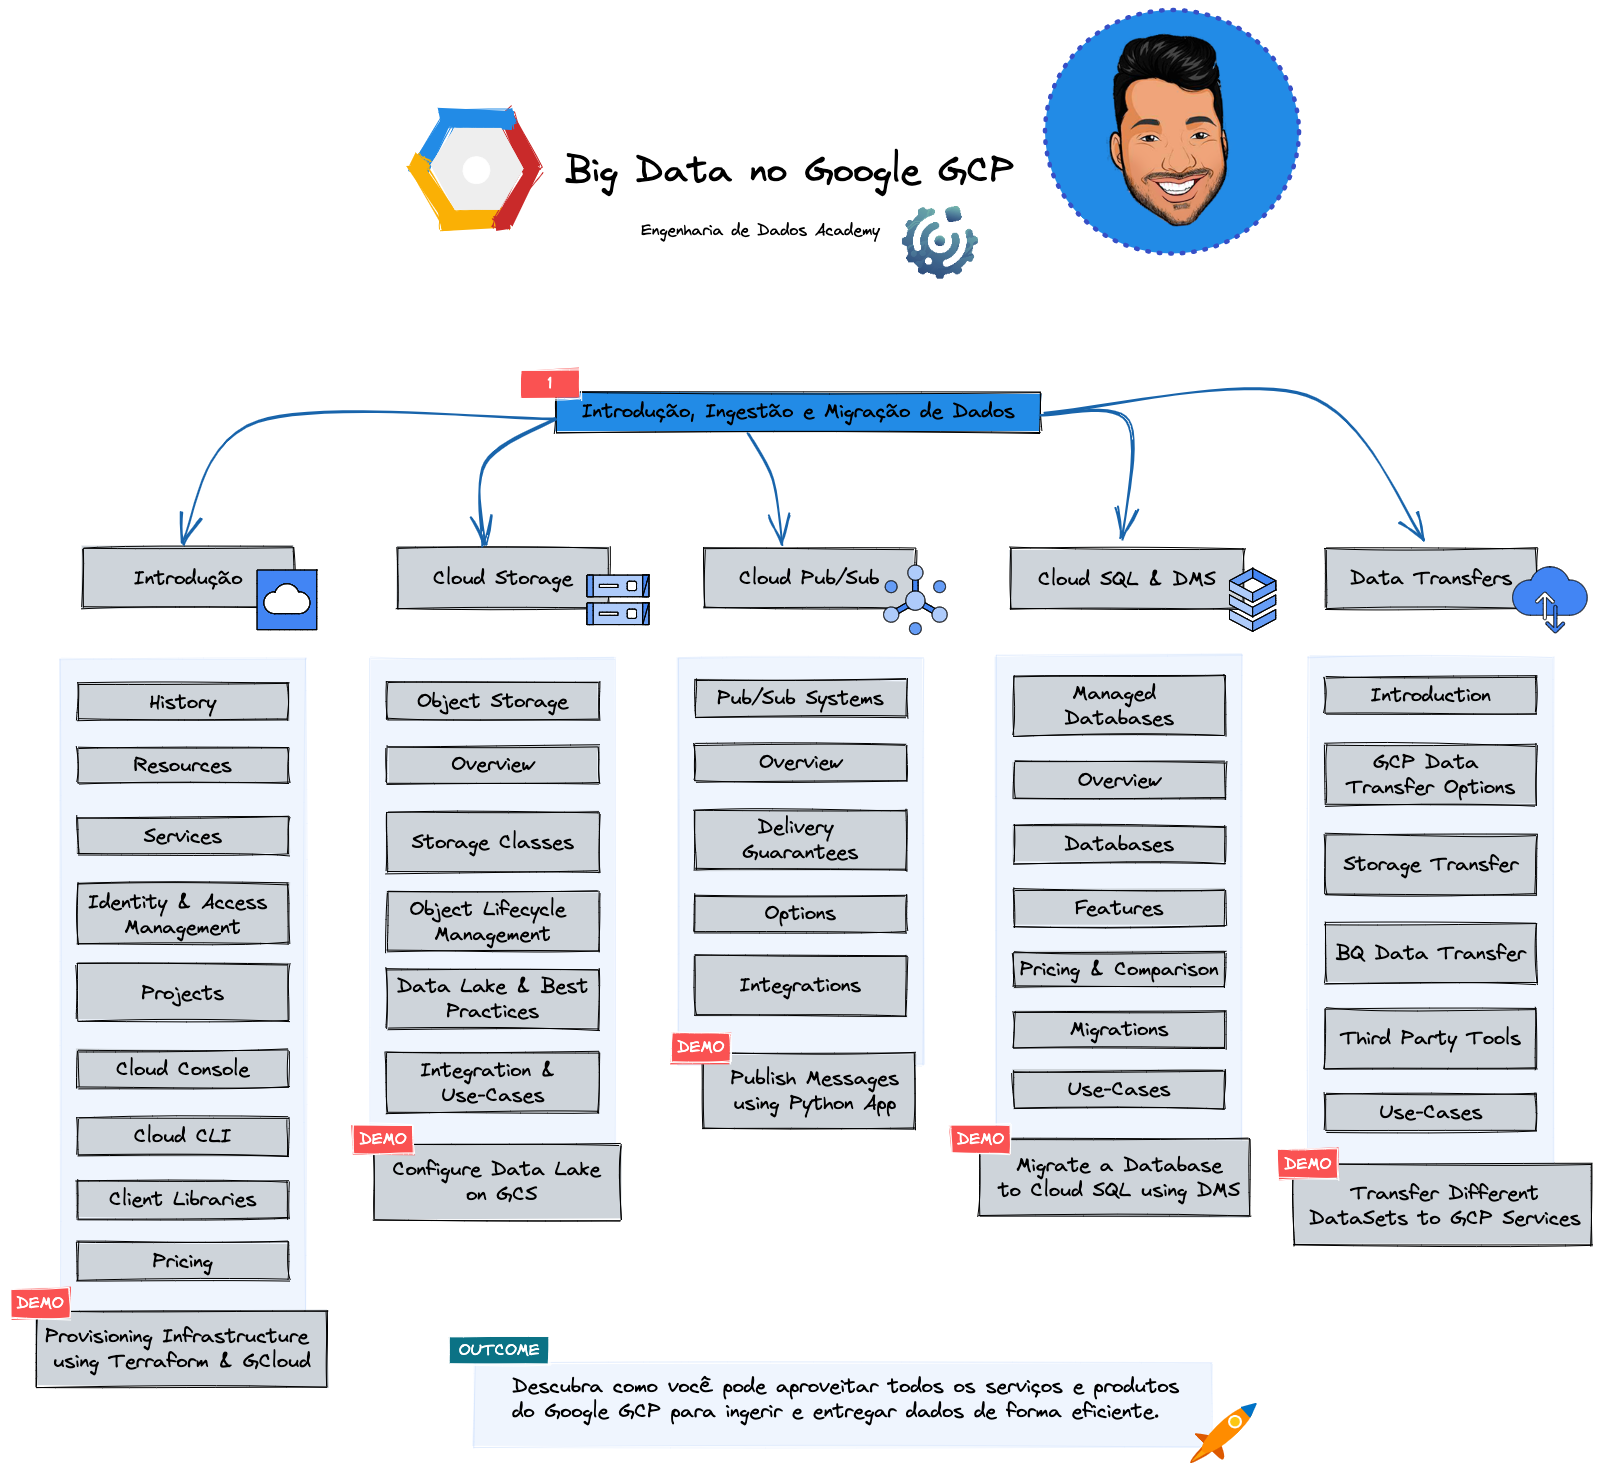 Big Data no Google GCP
Engenharia de Dados Academy
1
Introdução, Ingestão e Migração de Dados
Introdução
Cloud Storage
Cloud Pub/Sub
Cloud SQL & DMS
Data Transfers
History
Resources
Services
Identity & Access
Management
Projects
Cloud Console
Cloud CLI
Client Libraries
Pricing
DEMO
Provisioning Infrastructure
using Terraform & GCloud
Object Storage
Overview
Storage Classes
Object Lifecycle
Management
Data Lake & Best
Practices
Integration &
Use-Cases
DEMO
Configure Data Lake
on GCS
Pub/Sub Systems
Overview
Delivery
Guarantees
Options
Integrations
DEMO
Publish Messages
using Python App
Managed
Databases
Overview
Databases
Features
Pricing & Comparison
Migrations
Use-Cases
DEMO
Migrate a Database
to Cloud SQL using DMS
Introduction
GCP Data
Transfer Options
Storage Transfer
BQ Data Transfer
Third Party Tools
Use-Cases
DEMO
Transfer Different
DataSets to GCP Services
OUTCOME
Descubra como você pode aproveitar todos os serviços e produtos
do Google GCP para ingerir e entregar dados de forma eficiente.